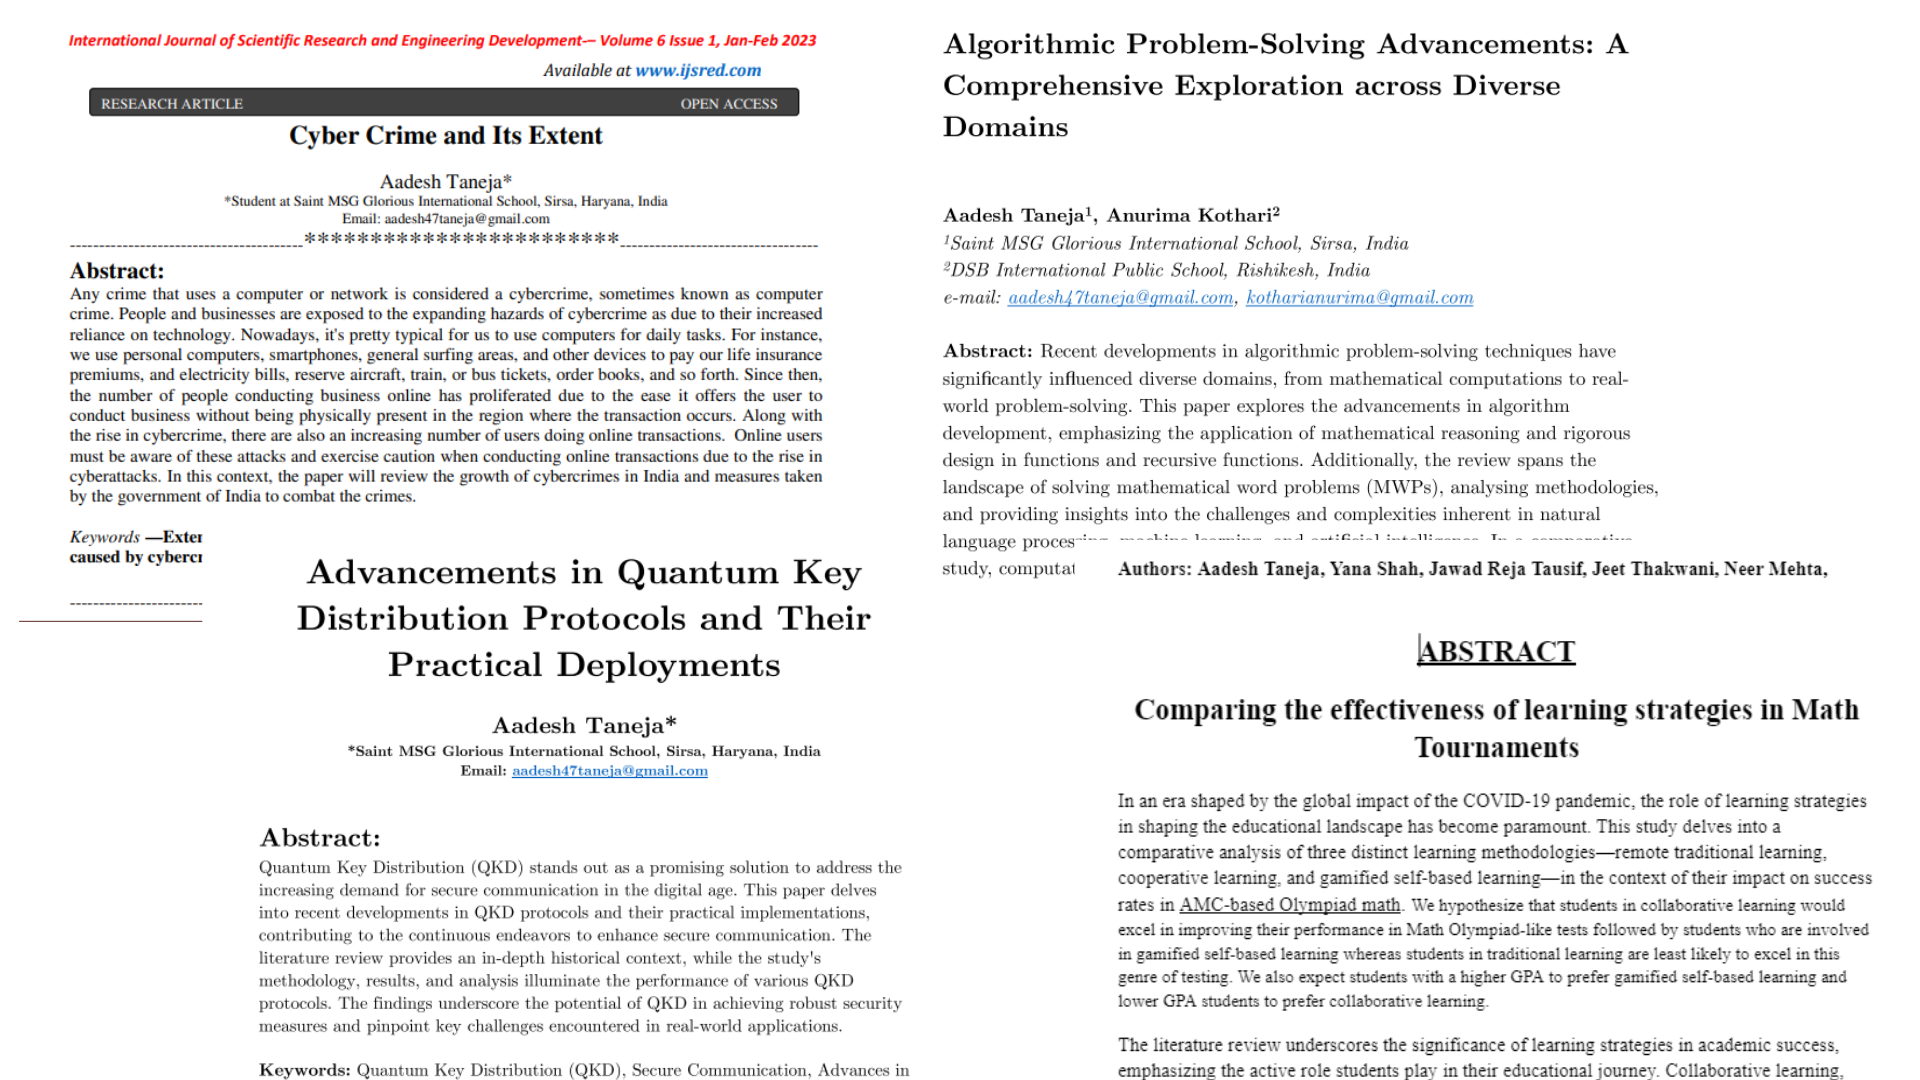 International Journal of Scientific Research and Engineering Development-– Volume 6 Issue 1, Jan-Feb 2023
Available at www.ijsred.com
RESEARCH ARTICLE OPEN ACCESS
Cyber Crime and Its Extent
Aadesh Taneja*
*Student at Saint MSG Glorious International School, Sirsa, Haryana, India
Email: aadesh47taneja@gmail.com
----------------------------------------************************----------------------------------
Abstract:
Any crime that uses a computer or network is considered a cybercrime, sometimes known as computer
crime. People and businesses are exposed to the expanding hazards of cybercrime as due to their increased
reliance on technology. Nowadays, it's pretty typical for us to use computers for daily tasks. For instance,
we use personal computers, smartphones, general surfing areas, and other devices to pay our life insurance
premiums, and electricity bills, reserve aircraft, train, or bus tickets, order books, and so forth. Since then,
the number of people conducting business online has proliferated due to the ease it offers the user to
conduct business without being physically present in the region where the transaction occurs. Along with
the rise in cybercrime, there are also an increasing number of users doing online transactions. Online users
must be aware of these attacks and exercise caution when conducting online transactions due to the rise in
cyberattacks. In this context, the paper will review the growth of cybercrimes in India and measures taken
by the government of India to combat the crimes.
Keywords —Exter
caused by cybercr
Advancements in Quantum Key
Distribution Protocols and Their
Practical Deployments
Aadesh Taneja*
*Saint MSG Glorious International School, Sirsa, Haryana, India
Email: aadesh47taneja@gmail.com
Abstract:
Quantum Key Distribution (QKD) stands out as a promising solution to address the
increasing demand for secure communication in the digital age. This paper delves
into recent developments in QKD protocols and their practical implementations,
contributing to the continuous endeavors to enhance secure communication. The
literature review provides an in-depth historical context, while the study's
methodology, results, and analysis illuminate the performance of various QKD
protocols. The findings underscore the potential of QKD in achieving robust security
measures and pinpoint key challenges encountered in real-world applications.
Keywords: Quantum Key Distribution (QKD), Secure Communication, Advances in
Algorithmic Problem-Solving Advancements: A
Comprehensive Exploration across Diverse
Domains
Aadesh Taneja1, Anurima Kothari2
1Saint MSG Glorious International School, Sirsa, India
2DSB International Public School, Rishikesh, India
e-mail: aadesh47taneja@gmail.com, kotharianurima@gmail.com
Abstract: Recent developments in algorithmic problem-solving techniques have
significantly influenced diverse domains, from mathematical computations to real-
world problem-solving. This paper explores the advancements in algorithm
development, emphasizing the application of mathematical reasoning and rigorous
design in functions and recursive functions. Additionally, the review spans the
landscape of solving mathematical word problems (MWPs), analysing methodologies,
and providing insights into the challenges and complexities inherent in natural
language proces
study, computat
Authors: Aadesh Taneja, Yana Shah, Jawad Reja Tausif, Jeet Thakwani, Neer Mehta,
ABSTRACT
Comparing the effectiveness of learning strategies in Math
Tournaments
In an era shaped by the global impact of the COVID-19 pandemic, the role of learning strategies
in shaping the educational landscape has become paramount. This study delves into a
comparative analysis of three distinct learning methodologies—remote traditional learning,
cooperative learning, and gamified self-based learning—in the context of their impact on success
rates in AMC-based Olympiad math. We hypothesize that students in collaborative learning would
excel in improving their performance in Math Olympiad-like tests followed by students who are involved
in gamified self-based learning whereas students in traditional learning are least likely to excel in this
genre of testing. We also expect students with a higher GPA to prefer gamified self-based learning and
lower GPA students to prefer collaborative learning.
The literature review underscores the significance of learning strategies in academic success,
emphasizing the active role students play in their educational journey. Collaborative learning,